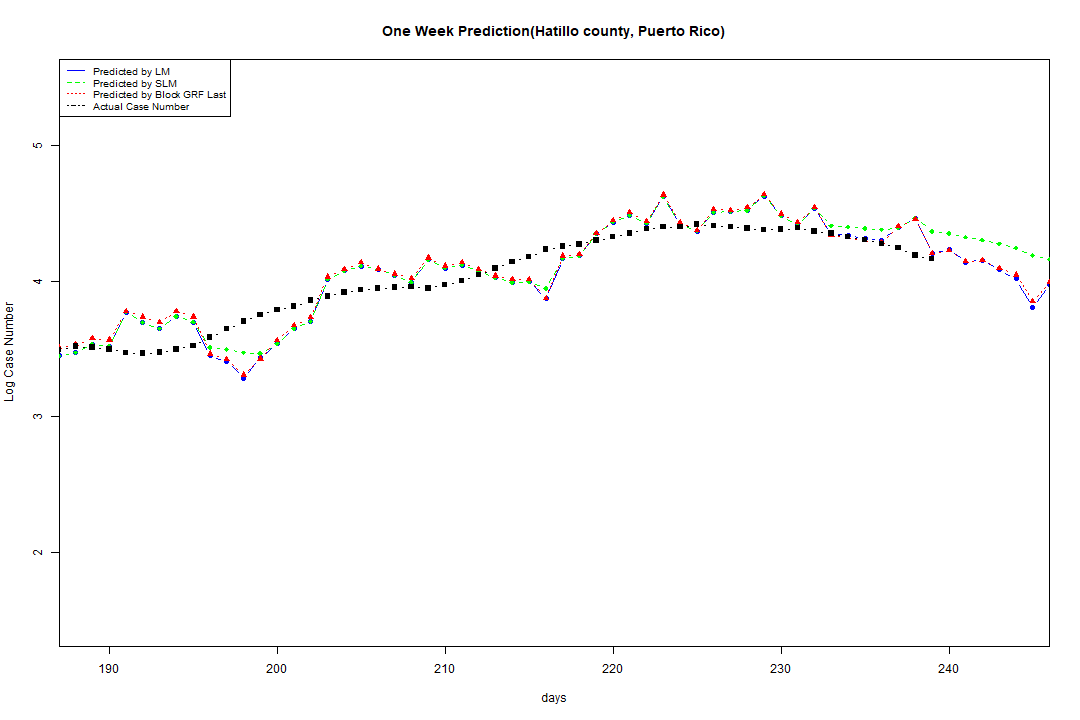 One Week Prediction(Hatillo county, Puerto Rico)
Predicted by LM
Predicted by SLM
Predicted by Block GRF Last
Actual Case Number
5
4
3
2
Log Case Number
190 200 210 220 230 240
days